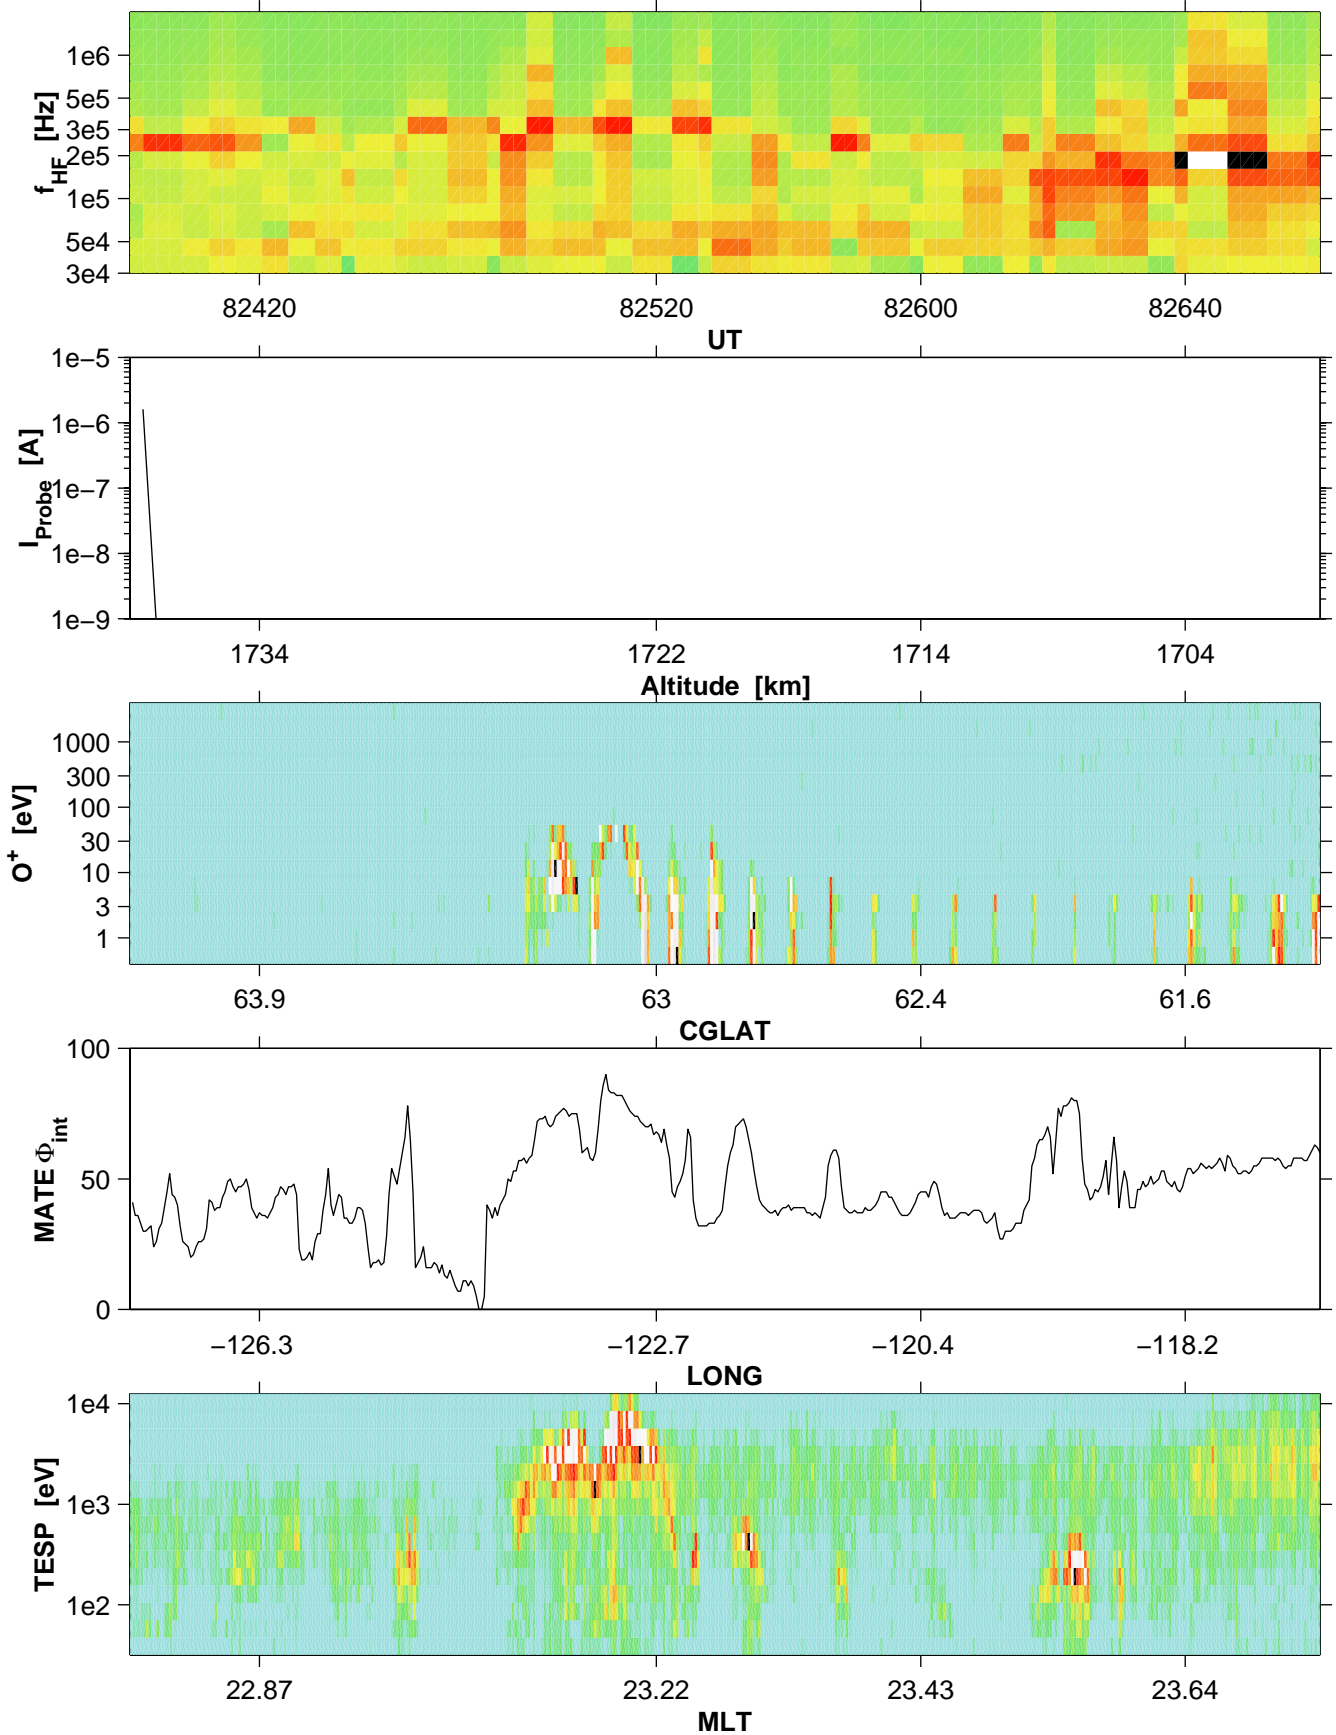 1e6
5e5
3e5
2e5
1e5
5e4
3e4
f_HF [Hz]
82420 82520 82600 82640
UT
1e−5
1e−6
1e−7
1e−8
1e−9
I_Probe [A]
1734 1722 1714 1704
Altitude [km]
1000
300
100
30
10
3
1
O⁺ [eV]
63.9 63 62.4 61.6
CGLAT
100
50
0
MATE Φ_int
−126.3 −122.7 −120.4 −118.2
LONG
1e4
1e3
1e2
TESP [eV]
22.87 23.22 23.43 23.64
MLT